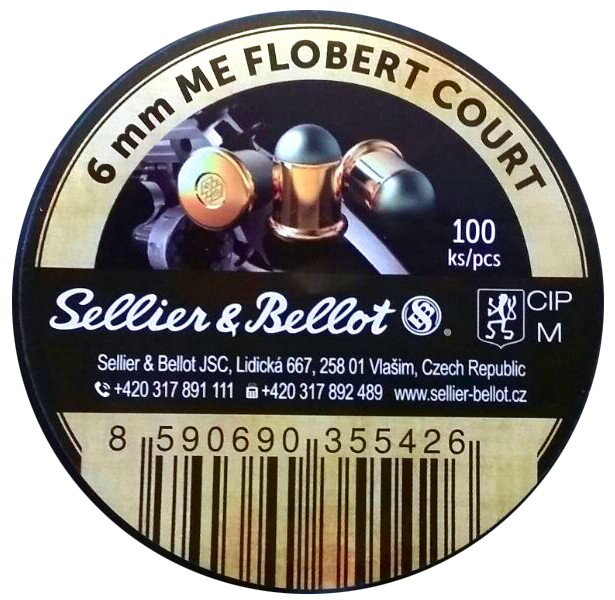 6 mm ME FLOBERT COURT
100
ks/pcs
Sellier & Bellot SB ®
CIP
M
Sellier & Bellot JSC, Lidická 667, 258 01 Vlašim, Czech Republic
+420 317 891 111 +420 317 892 489 www.sellier-bellot.cz
8 590690 355426